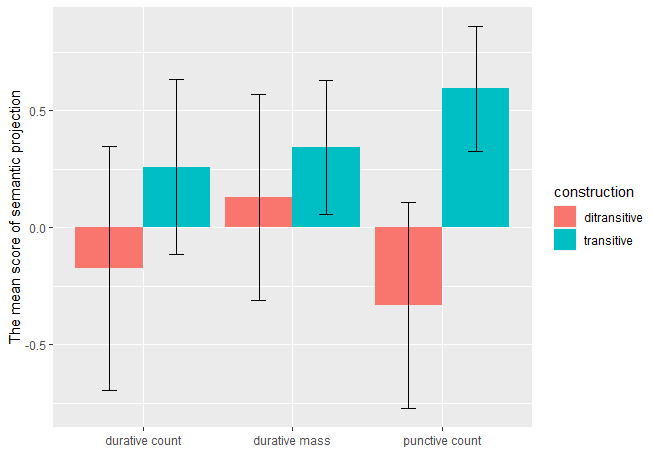 The mean score of semantic projection
0.5
0.0
-0.5
durative count
durative mass
punctive count
construction
ditransitive
transitive